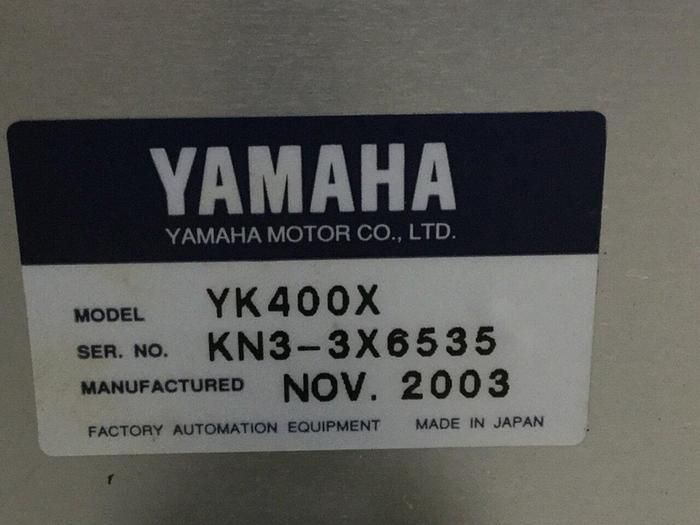 YAMAHA
YAMAHA MOTOR CO., LTD.
MODEL YK400X
SER. NO. KN3-3X6535
MANUFACTURED NOV. 2003
FACTORY AUTOMATION EQUIPMENT MADE IN JAPAN